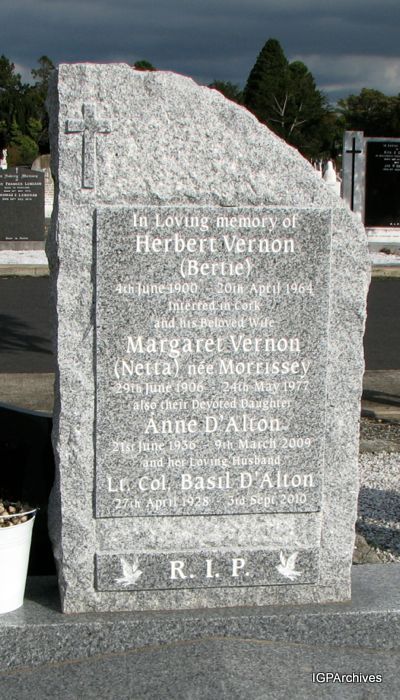 In Loving memory of
Herbert Vernon
(Bertie)
4th June 1900 - 20th April 1964
Interred in Cork
and his Beloved Wife
Margaret Vernon
(Netta) née Morrissey
29th June 1906 - 24th May 1977
also their Devoted Daughter
Anne D'Alton
21st June 1936 - 9th March 2009
and her Loving Husband
Lt. Col. Basil D'Alton
27th April 1928 - 3rd Sept 2010
R. I. P.
IGPArchives